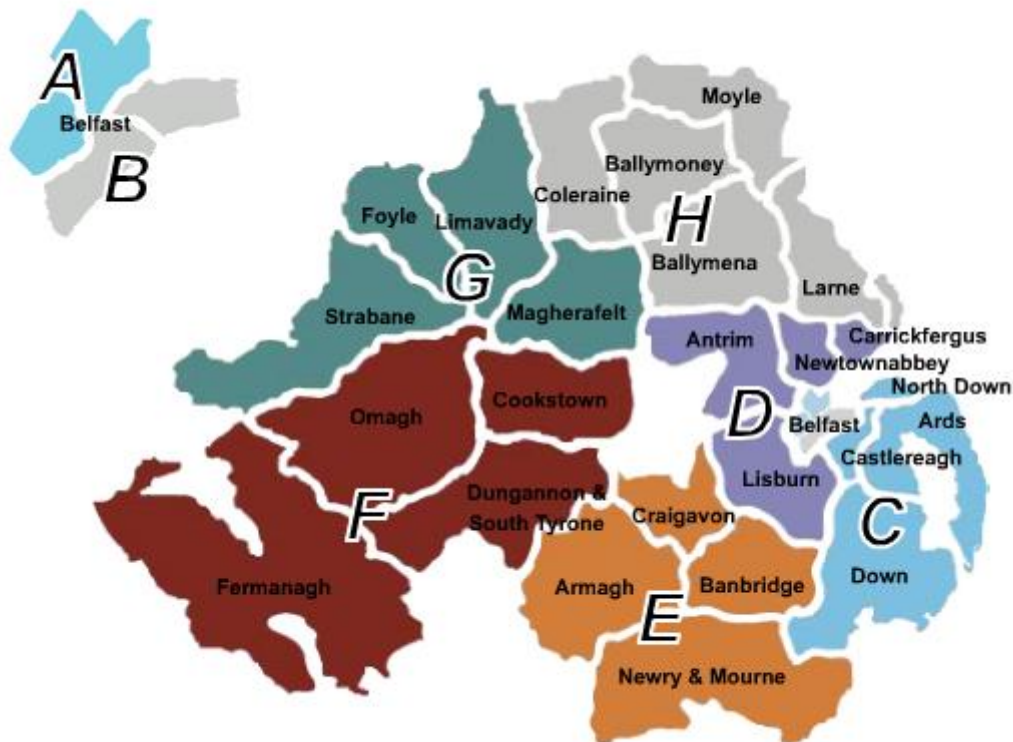 A
Belfast
B
Moyle
Ballymoney
Coleraine
Foyle
Limavady
H
Ballymena
G
Larne
Strabane
Magherafelt
Antrim
Carrickfergus
Newtownabbey
North Down
Omagh
Cookstown
D
Belfast
Ards
Castlereagh
Lisburn
Dungannon &
South Tyrone
F
Craigavon
C
Down
Fermanagh
Armagh
Banbridge
E
Newry & Mourne